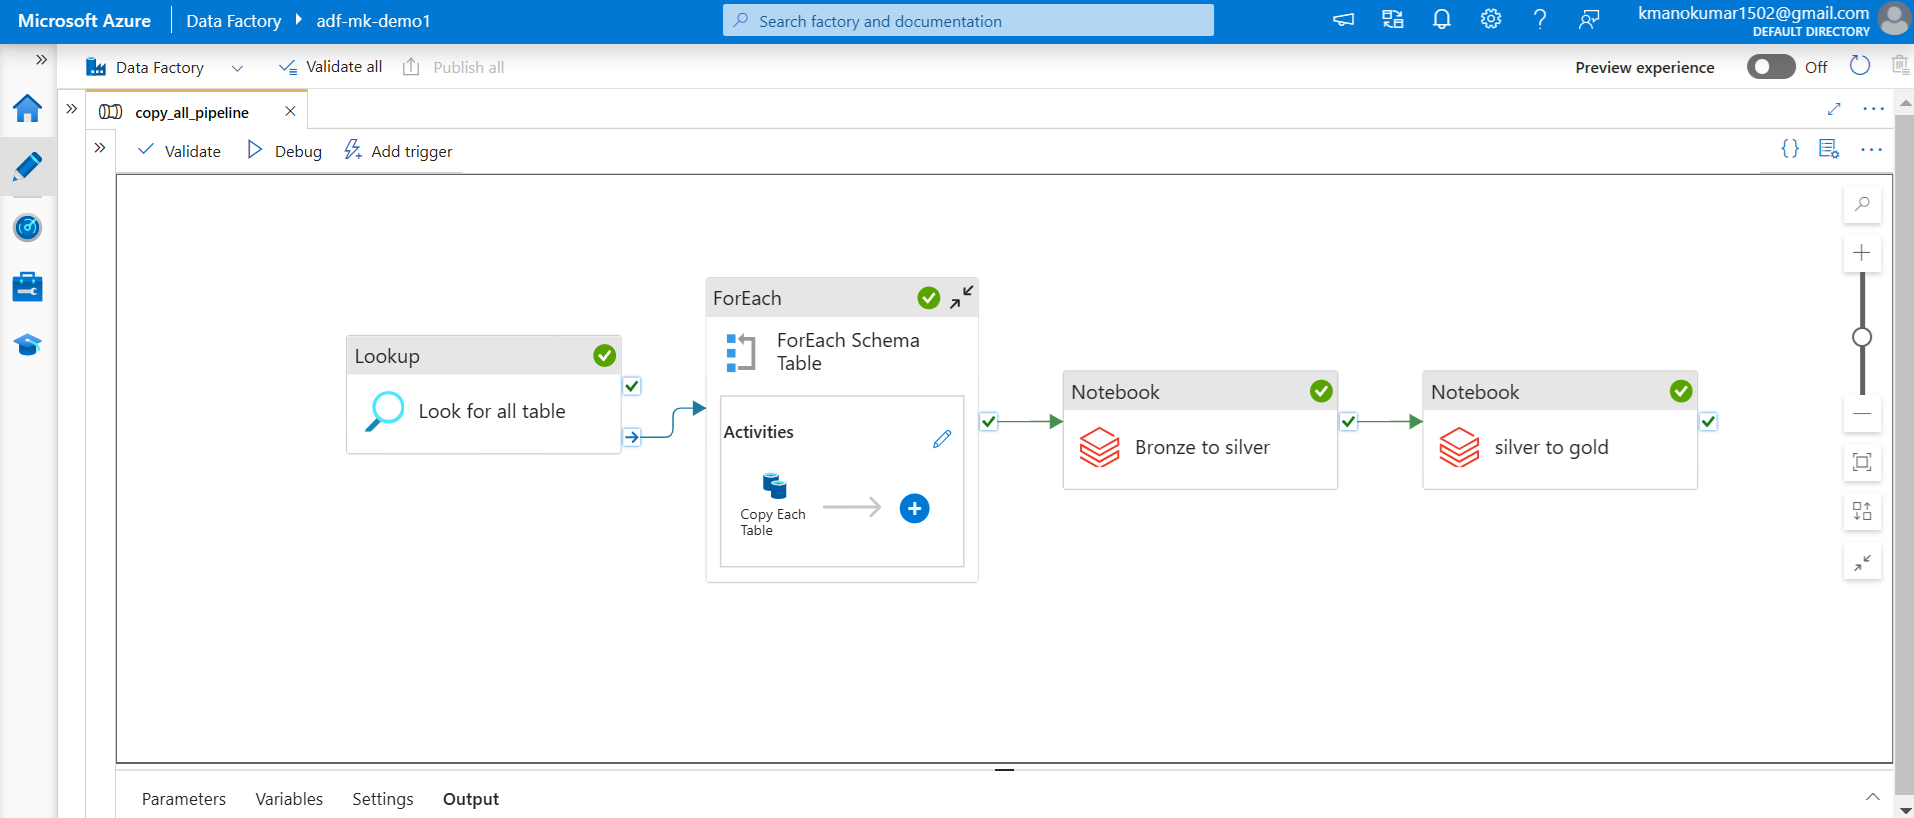 Microsoft Azure
Data Factory
adf-mk-demo1
Search factory and documentation
kmanokumar1502@gmail.com
DEFAULT DIRECTORY
Data Factory
Validate all
Publish all
Preview experience
Off
copy_all_pipeline
Validate
Debug
Add trigger
Lookup
Look for all table
ForEach
ForEach Schema
Table
Activities
Copy Each
Table
Notebook
Bronze to silver
Notebook
silver to gold
Parameters
Variables
Settings
Output